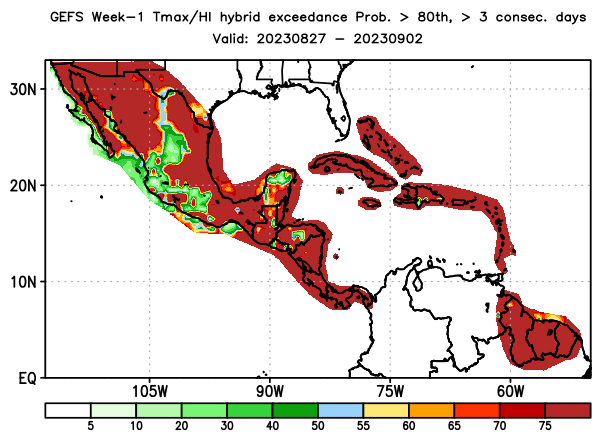 GEFS Week-1 Tmax/HI hybrid exceedance Prob. > 80th, > 3 consec. days
Valid: 20230827 - 20230902
30N
20N
10N
EQ
105W 90W 75W 60W
5 10 20 30 40 50 55 60 65 70 75